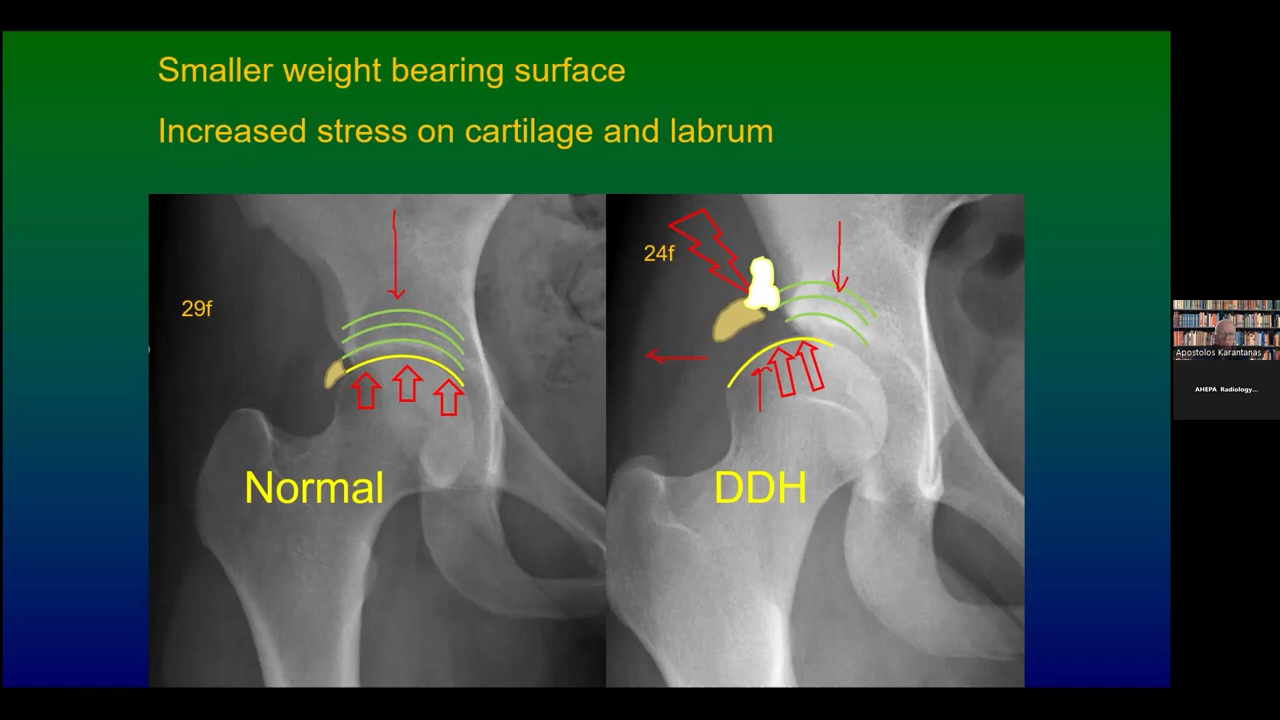 Smaller weight bearing surface
Increased stress on cartilage and labrum
29f
24f
Normal
DDH
Apostolos Karantanas
AHEPA Radiology...